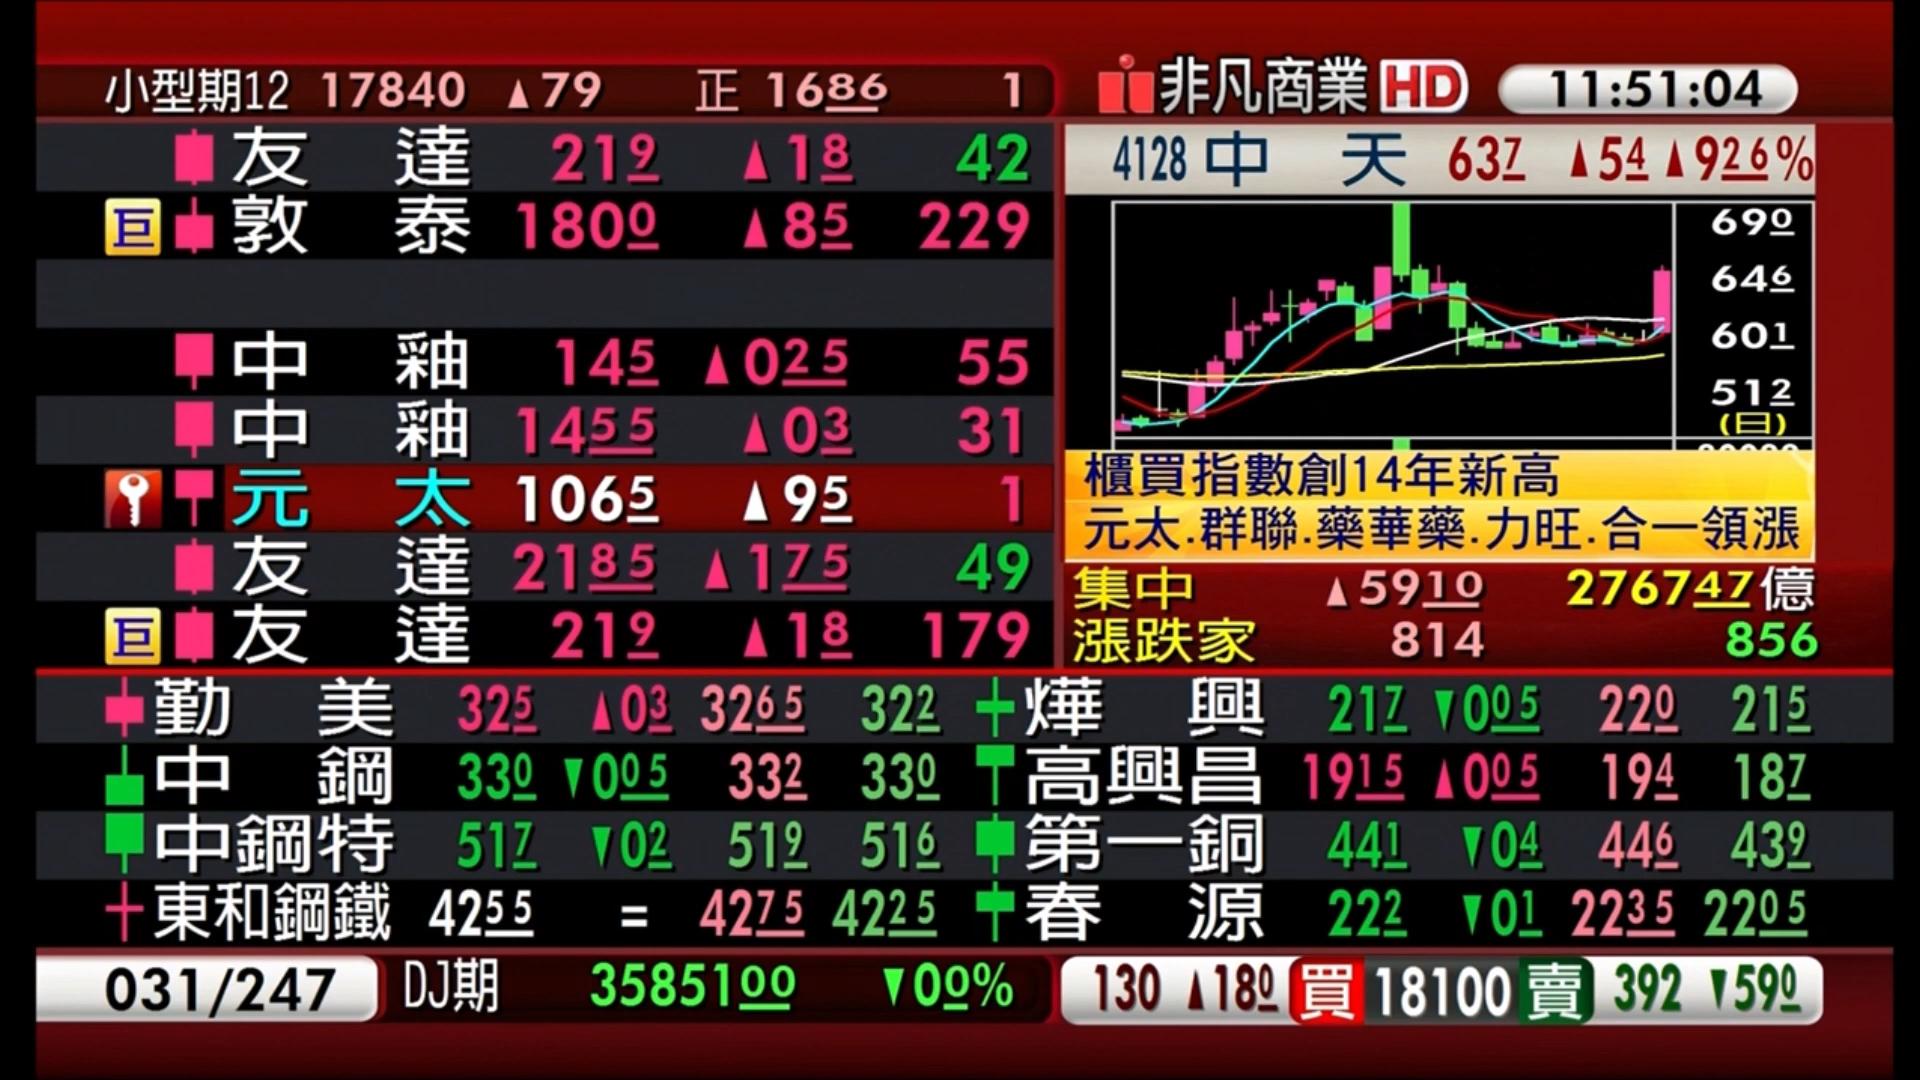 小型期12 17840 ▲79 正 1686 1
非凡商業HD 11:51:04
友達 219 ▲18 42
巨 敦泰 1800 ▲85 229
中釉 145 ▲025 55
中釉 1455 ▲03 31
元太 1065 ▲95 1
友達 2185 ▲175 49
巨 友達 219 ▲18 179
4128 中天 637 ▲54 ▲926%
690
646
601
512
(日)
櫃買指數創14年新高
元太.群聯.藥華藥.力旺.合一領漲
集中 ▲5910 276747億
漲跌家 814 856
勤美 325 ▲03 3265 322 燁興 217 ▼005 220 215
中鋼 330 ▼005 332 330 高興昌 1915 ▲005 194 187
中鋼特 517 ▼02 519 516 第一銅 441 ▼04 446 439
東和鋼鐵 4255 = 4275 4225 春源 222 ▼01 2235 2205
031/247 DJ期 3585100 ▼00% 130 ▲180 買 18100 賣 392 ▼590